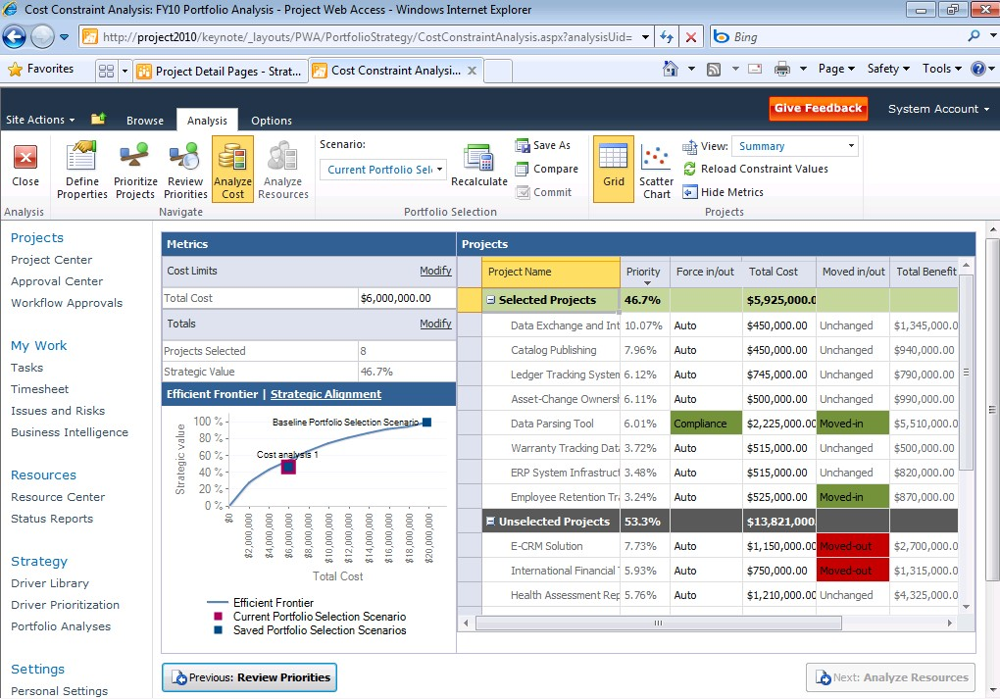 Cost Constraint Analysis: FY10 Portfolio Analysis - Project Web Access - Windows Internet Explorer
http://project2010/keynote/_layouts/PWA/PortfolioStrategy/CostConstraintAnalysis.aspx?analysisUid=
Bing
Favorites
Project Detail Pages - Strat...
Cost Constraint Analysi...
Page
Safety
Tools
Site Actions
Browse
Analysis
Options
Give Feedback
System Account
Close
Define Properties
Prioritize Projects
Review Priorities
Analyze Cost
Analyze Resources
Scenario:
Current Portfolio Sel
Recalculate
Save As
Compare
Commit
Grid
Scatter Chart
View: Summary
Reload Constraint Values
Hide Metrics
Analysis
Navigate
Portfolio Selection
Projects
Projects
Project Center
Approval Center
Workflow Approvals
My Work
Tasks
Timesheet
Issues and Risks
Business Intelligence
Resources
Resource Center
Status Reports
Strategy
Driver Library
Driver Prioritization
Portfolio Analyses
Settings
Personal Settings
Metrics
Cost Limits Modify
Total Cost $6,000,000.00
Totals Modify
Projects Selected 8
Strategic Value 46.7%
Efficient Frontier | Strategic Alignment
100 %
80 %
60 %
40 %
20 %
0 %
Strategic value
Baseline Portfolio Selection Scenario
Cost analysis 1
$0
$2,000,000
$4,000,000
$6,000,000
$8,000,000
$10,000,000
$12,000,000
$14,000,000
$16,000,000
$18,000,000
$20,000,000
Total Cost
Efficient Frontier
Current Portfolio Selection Scenario
Saved Portfolio Selection Scenarios
Projects
Project Name Priority Force in/out Total Cost Moved in/out Total Benefit
Selected Projects 46.7% $5,925,000.0
Data Exchange and Int 10.07% Auto $450,000.00 Unchanged $1,345,000.0
Catalog Publishing 7.96% Auto $450,000.00 Unchanged $940,000.00
Ledger Tracking System 6.12% Auto $745,000.00 Unchanged $790,000.00
Asset-Change Ownersh 6.11% Auto $500,000.00 Unchanged $990,000.00
Data Parsing Tool 6.01% Compliance $2,225,000.00 Moved-in $5,510,000.0
Warranty Tracking Data 3.72% Auto $515,000.00 Unchanged $500,000.00
ERP System Infrastruct 3.48% Auto $515,000.00 Unchanged $820,000.00
Employee Retention Tra 3.24% Auto $525,000.00 Moved-in $870,000.00
Unselected Projects 53.3% $13,821,000
E-CRM Solution 7.73% Auto $1,150,000.00 Moved-out $2,700,000.0
International Financial T 5.93% Auto $750,000.00 Moved-out $1,315,000.0
Health Assessment Rep 5.76% Auto $1,210,000.00 Unchanged $4,325,000.0
Previous: Review Priorities
Next: Analyze Resources